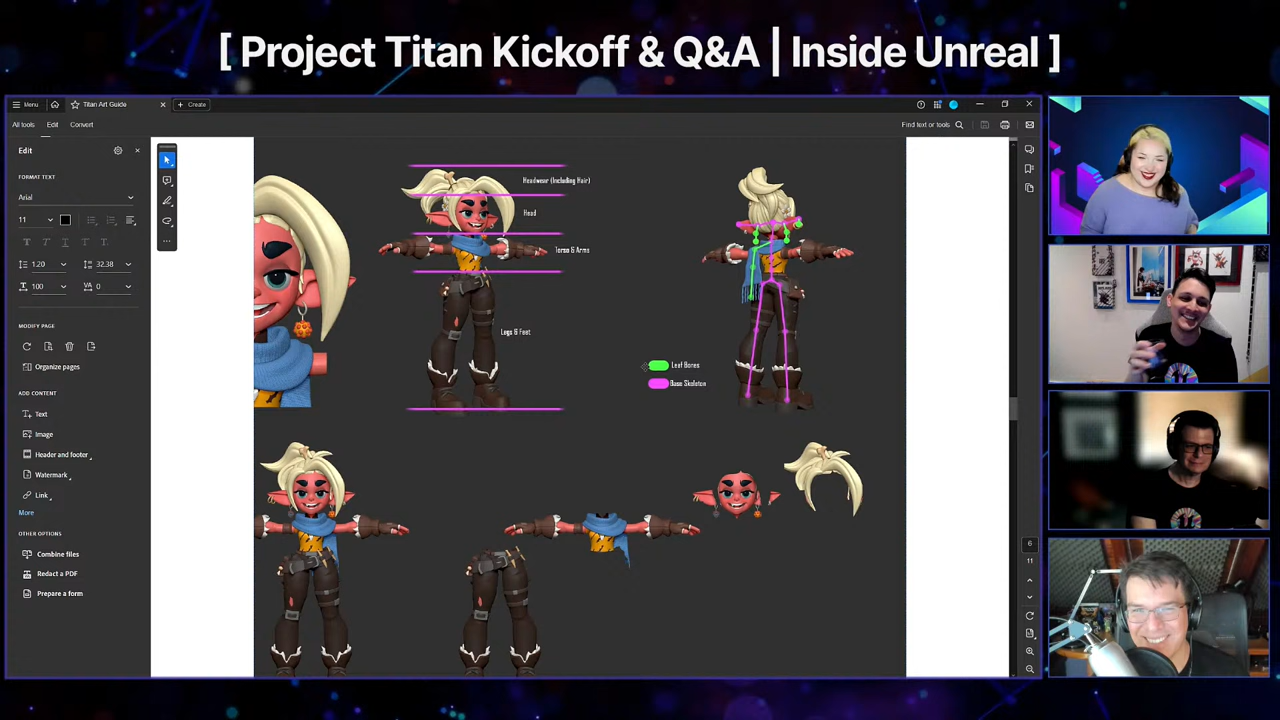 [ Project Titan Kickoff & Q&A | Inside Unreal ]
Menu
Titan Art Guide
Create
All tools
Edit
Convert
Find text or tools
Edit
FORMAT TEXT
Arial
11
1.20
32.38
100
VA
0
MODIFY PAGE
Organize pages
ADD CONTENT
Text
Image
Header and footer
Watermark
Link
More
OTHER OPTIONS
Combine files
Redact a PDF
Prepare a form
Headwear (Including Hair)
Head
Torso & Arms
Legs & Feet
Leaf Bones
Base Skeleton
6
11